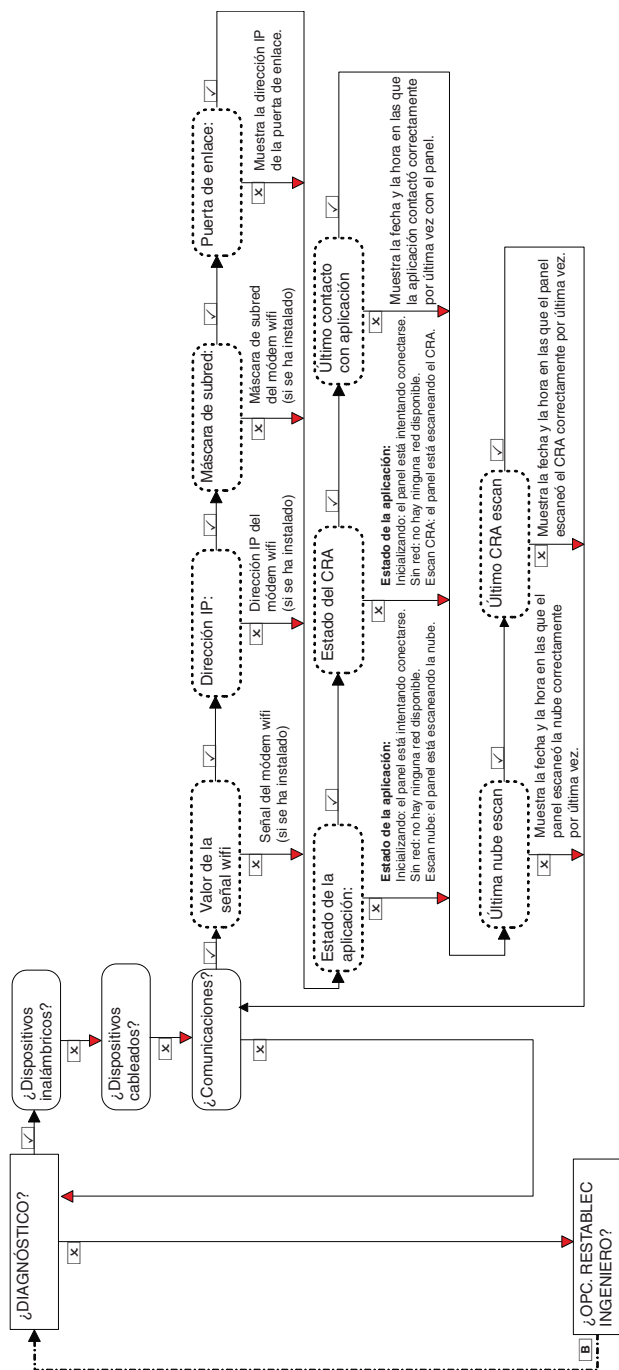 ¿DIAGNÓSTICO?
✓
x
¿Dispositivos
inalámbricos?
x
¿Dispositivos
cableados?
x
¿Comunicaciones?
✓
x
Valor de la
señal wifi
✓
x
Señal del módem wifi
(si se ha instalado)
Dirección IP:
✓
x
Dirección IP del
módem wifi
(si se ha instalado)
Máscara de subred:
✓
x
Máscara de subred
del módem wifi
(si se ha instalado)
Puerta de enlace:
✓
x
Muestra la dirección IP
de la puerta de enlace.
Estado de la
aplicación:
✓
x
Estado de la aplicación:
Inicializando: el panel está intentando conectarse.
Sin red: no hay ninguna red disponible.
Escan nube: el panel está escaneando la nube.
Estado del CRA
✓
x
Estado de la aplicación:
Inicializando: el panel está intentando conectarse.
Sin red: no hay ninguna red disponible.
Escan CRA: el panel está escaneando el CRA.
Último contacto
con aplicación
✓
x
Muestra la fecha y la hora en las que
la aplicación contactó correctamente
por última vez con el panel.
Última nube escan
✓
x
Muestra la fecha y la hora en las que el
panel escaneó la nube correctamente
por última vez.
Último CRA escan
✓
x
Muestra la fecha y la hora en las que el panel
escaneó el CRA correctamente por última vez.
B
¿OPC. RESTABLEC
INGENIERO?